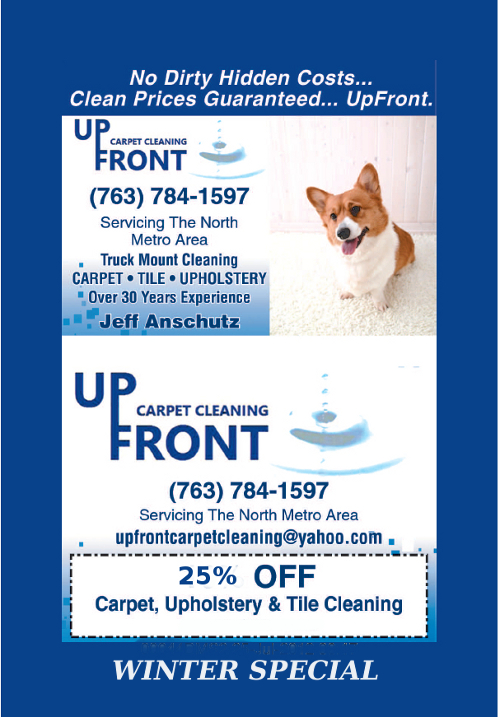 No Dirty Hidden Costs...
Clean Prices Guaranteed... UpFront.
UP
CARPET CLEANING
FRONT
(763) 784-1597
Servicing The North
Metro Area
Truck Mount Cleaning
CARPET • TILE • UPHOLSTERY
Over 30 Years Experience
Jeff Anschutz
UP
CARPET CLEANING
FRONT
(763) 784-1597
Servicing The North Metro Area
upfrontcarpetcleaning@yahoo.com
25% OFF
Carpet, Upholstery & Tile Cleaning
WINTER SPECIAL